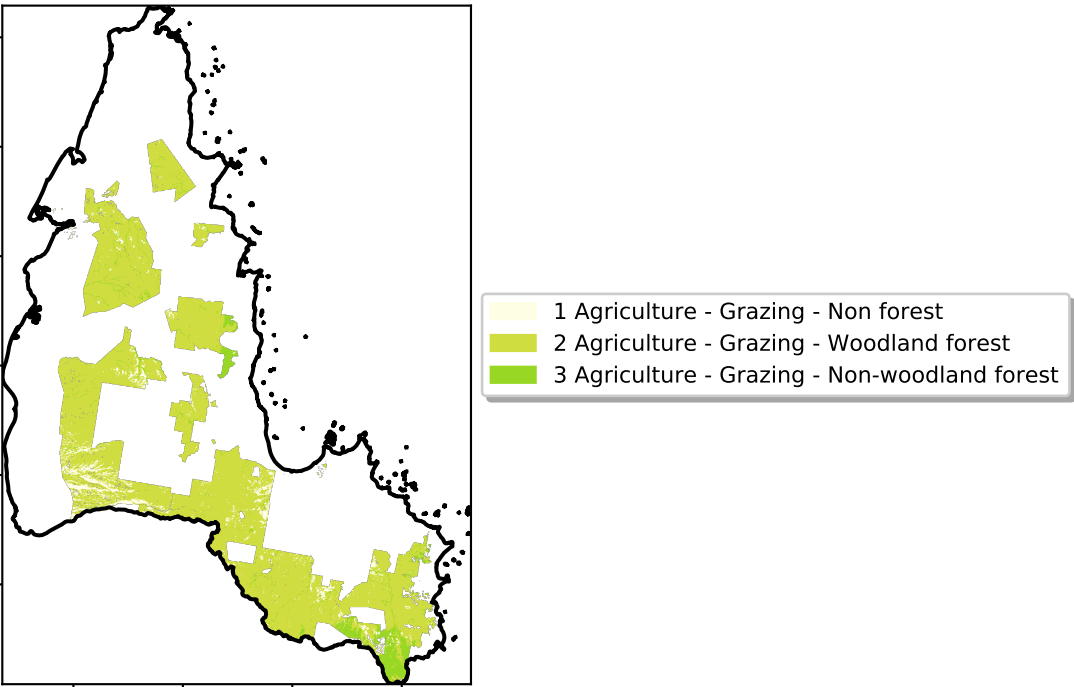 1 Agriculture - Grazing - Non forest
2 Agriculture - Grazing - Woodland forest
3 Agriculture - Grazing - Non-woodland forest